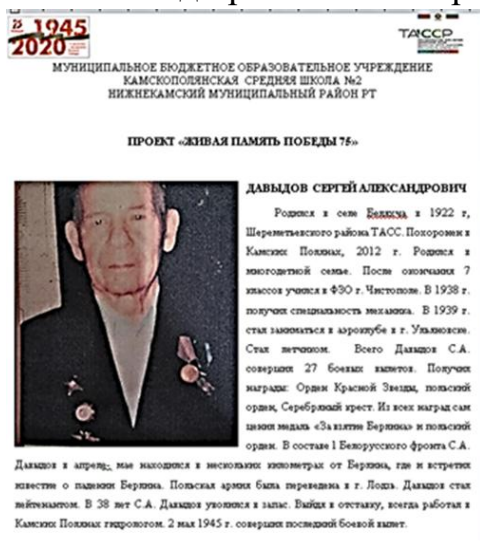 1945
2020
ТАССР
МУНИЦИПАЛЬНОЕ БЮДЖЕТНОЕ ОБРАЗОВАТЕЛЬНОЕ УЧРЕЖДЕНИЕ
КАМСКОПОЛЯНСКАЯ СРЕДНЯЯ ШКОЛА №2
НИЖНЕКАМСКИЙ МУНИЦИПАЛЬНЫЙ РАЙОН РТ
ПРОЕКТ «ЖИВАЯ ПАМЯТЬ ПОБЕДЫ 75»
ДАВЫДОВ СЕРГЕЙ АЛЕКСАНДРОВИЧ
Родился в селе в 1922 г,
Шереметьевского района ТАСС. Похоронен в
Камских Полянах, 2012 г. Родился в
многодетной семье. После окончания 7
классов учился в ФЗО г. Чистополе. В 1938 г.
получил специальность механика. В 1939 г.
стал заниматься в аэроклубе в г. Ульяновске.
Стал летчиком. Всего Давыдов С.А.
совершил 27 боевых вылетов. Получил
награды: Орден Красной Звезды, польский
орден, Серебряный крест. Из всех наград сам
ценил медаль «За взятие Берлина» и польский
орден. В составе 1 Белорусского фронта С.А.
Давыдов в апреле, мае находился в нескольких километрах от Берлина, где и встретил
известие о падении Берлина. Польская армия была переведена в г. Лодзь. Давыдов стал
лейтенантом. В 38 лет С.А. Давыдов уволился в запас. Выйдя в отставку, всегда работал в
Камских Полянах гидрологом. 2 мая 1945 г. совершил последний боевой вылет.